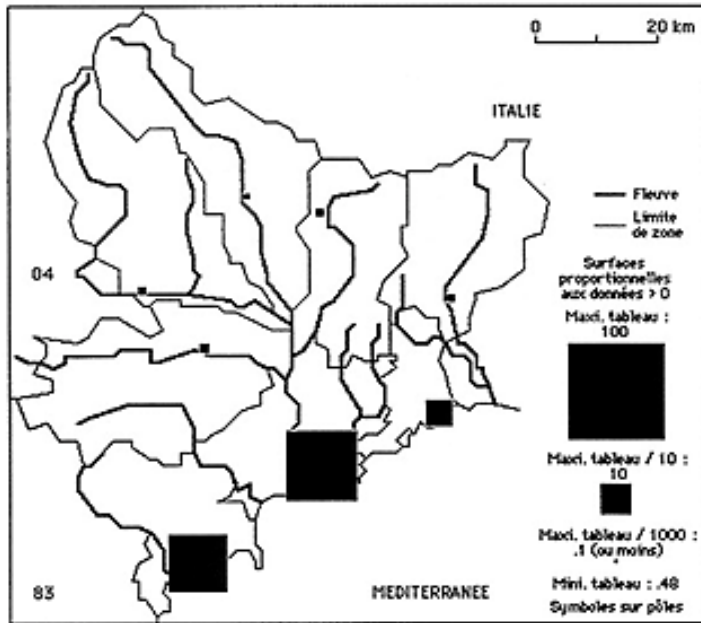 0 20 km
ITALIE
Fleuve
Limite
de zone
04
Surfaces
proportionnelles
aux données > 0
Maxi. tableau :
100
Maxi. tableau / 10 :
10
Maxi. tableau / 1000 :
.1 (ou moins)
83
MEDITERRANEE
Mini. tableau : .48
Symboles sur pôles